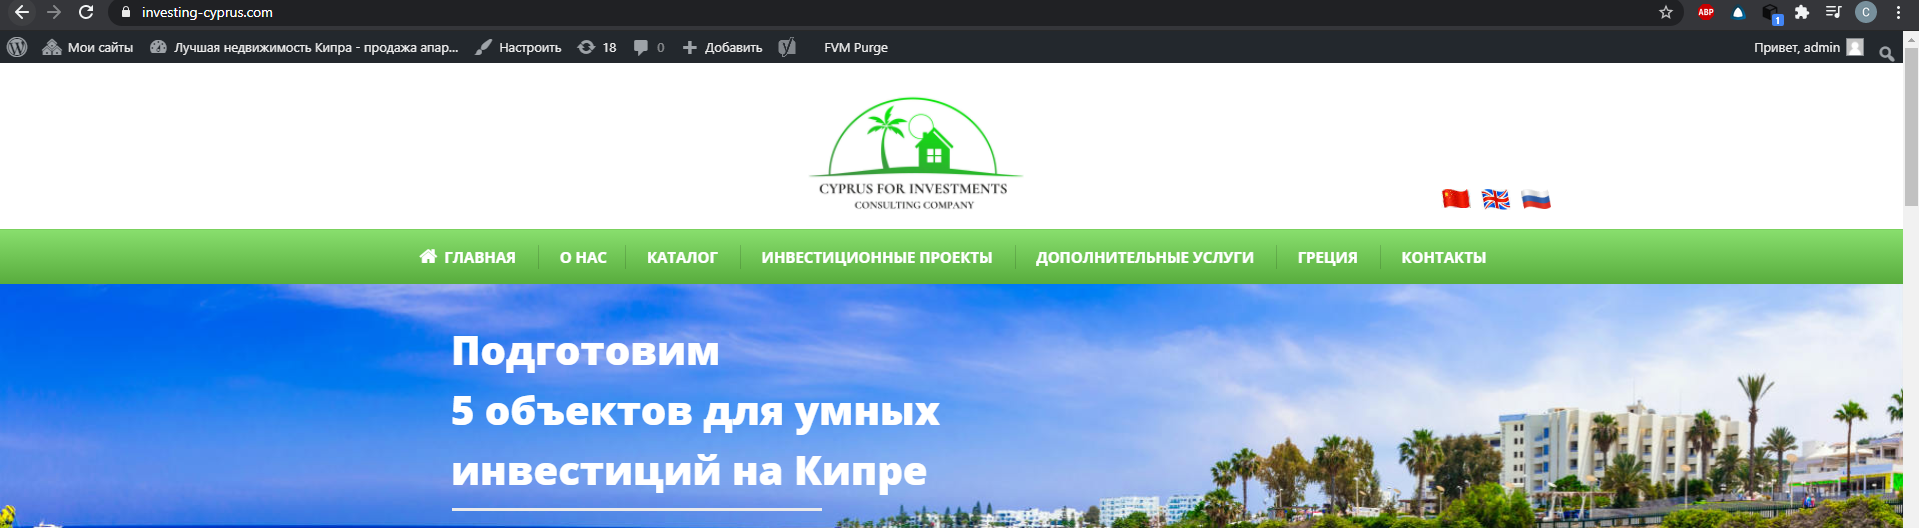 investing-cyprus.com
ABP
1
C
Мои сайты
Лучшая недвижимость Кипра - продажа апар...
Настроить
18
0
Добавить
FVM Purge
Привет, admin
CYPRUS FOR INVESTMENTS
CONSULTING COMPANY
ГЛАВНАЯ
О НАС
КАТАЛОГ
ИНВЕСТИЦИОННЫЕ ПРОЕКТЫ
ДОПОЛНИТЕЛЬНЫЕ УСЛУГИ
ГРЕЦИЯ
КОНТАКТЫ
Подготовим
5 объектов для умных
инвестиций на Кипре